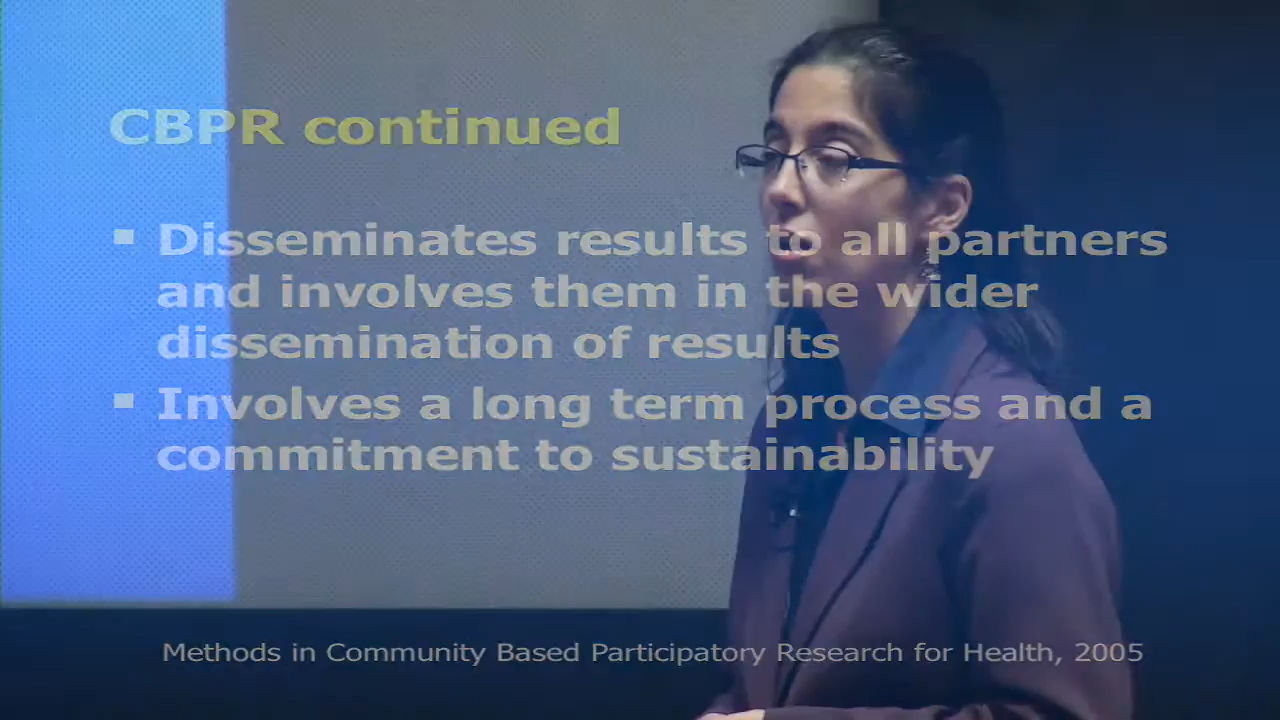 CBPR continued
Disseminates results to all partners
and involves them in the wider
dissemination of results
Involves a long term process and a
commitment to sustainability
Methods in Community Based Participatory Research for Health, 2005